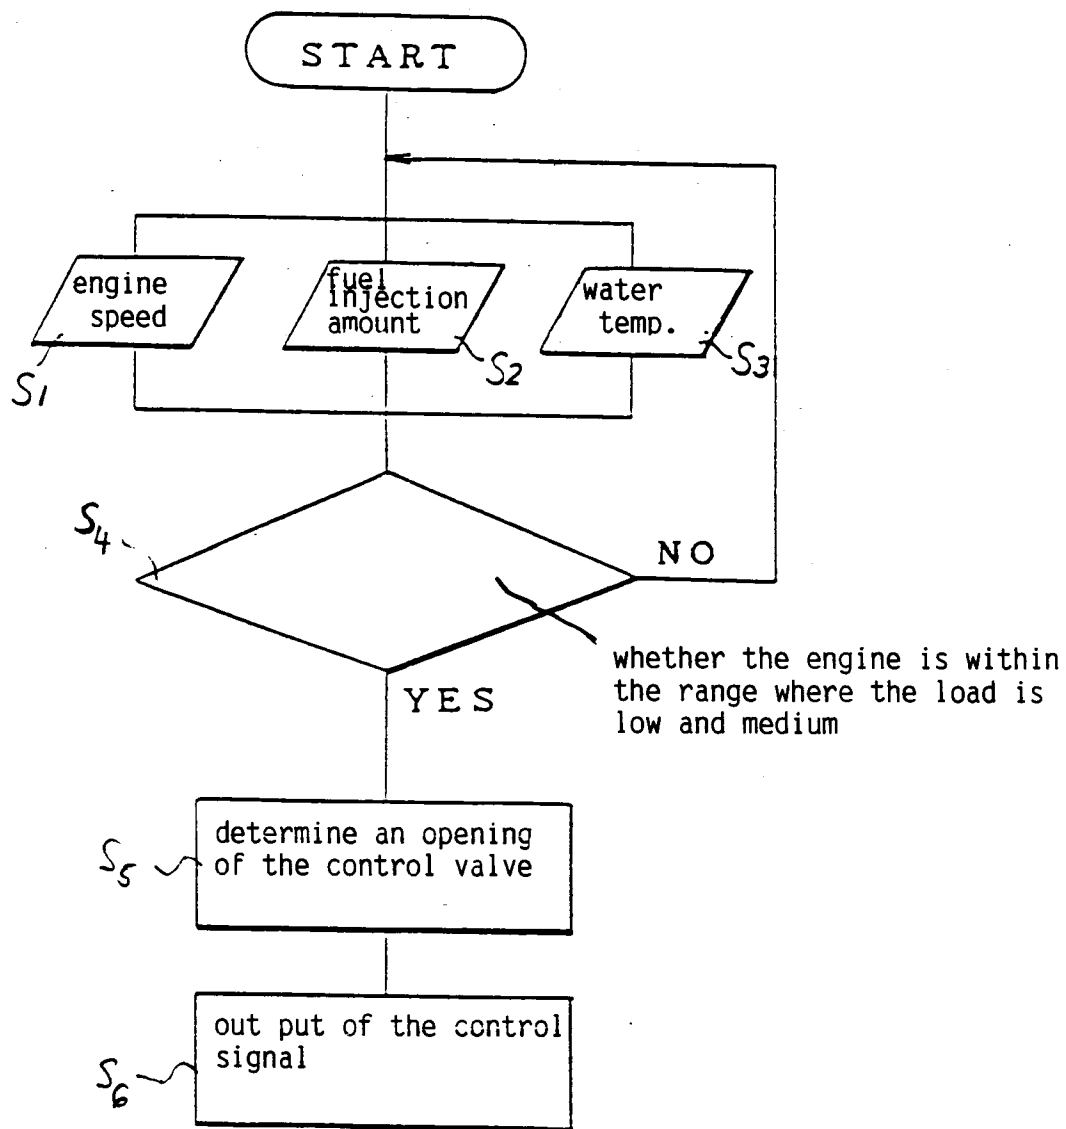 START
engine
speed
S1
fuel
injection
amount
S2
water
temp.
S3
S4
NO
whether the engine is within
the range where the load is
low and medium
YES
S5
determine an opening
of the control valve
S6
out put of the control
signal